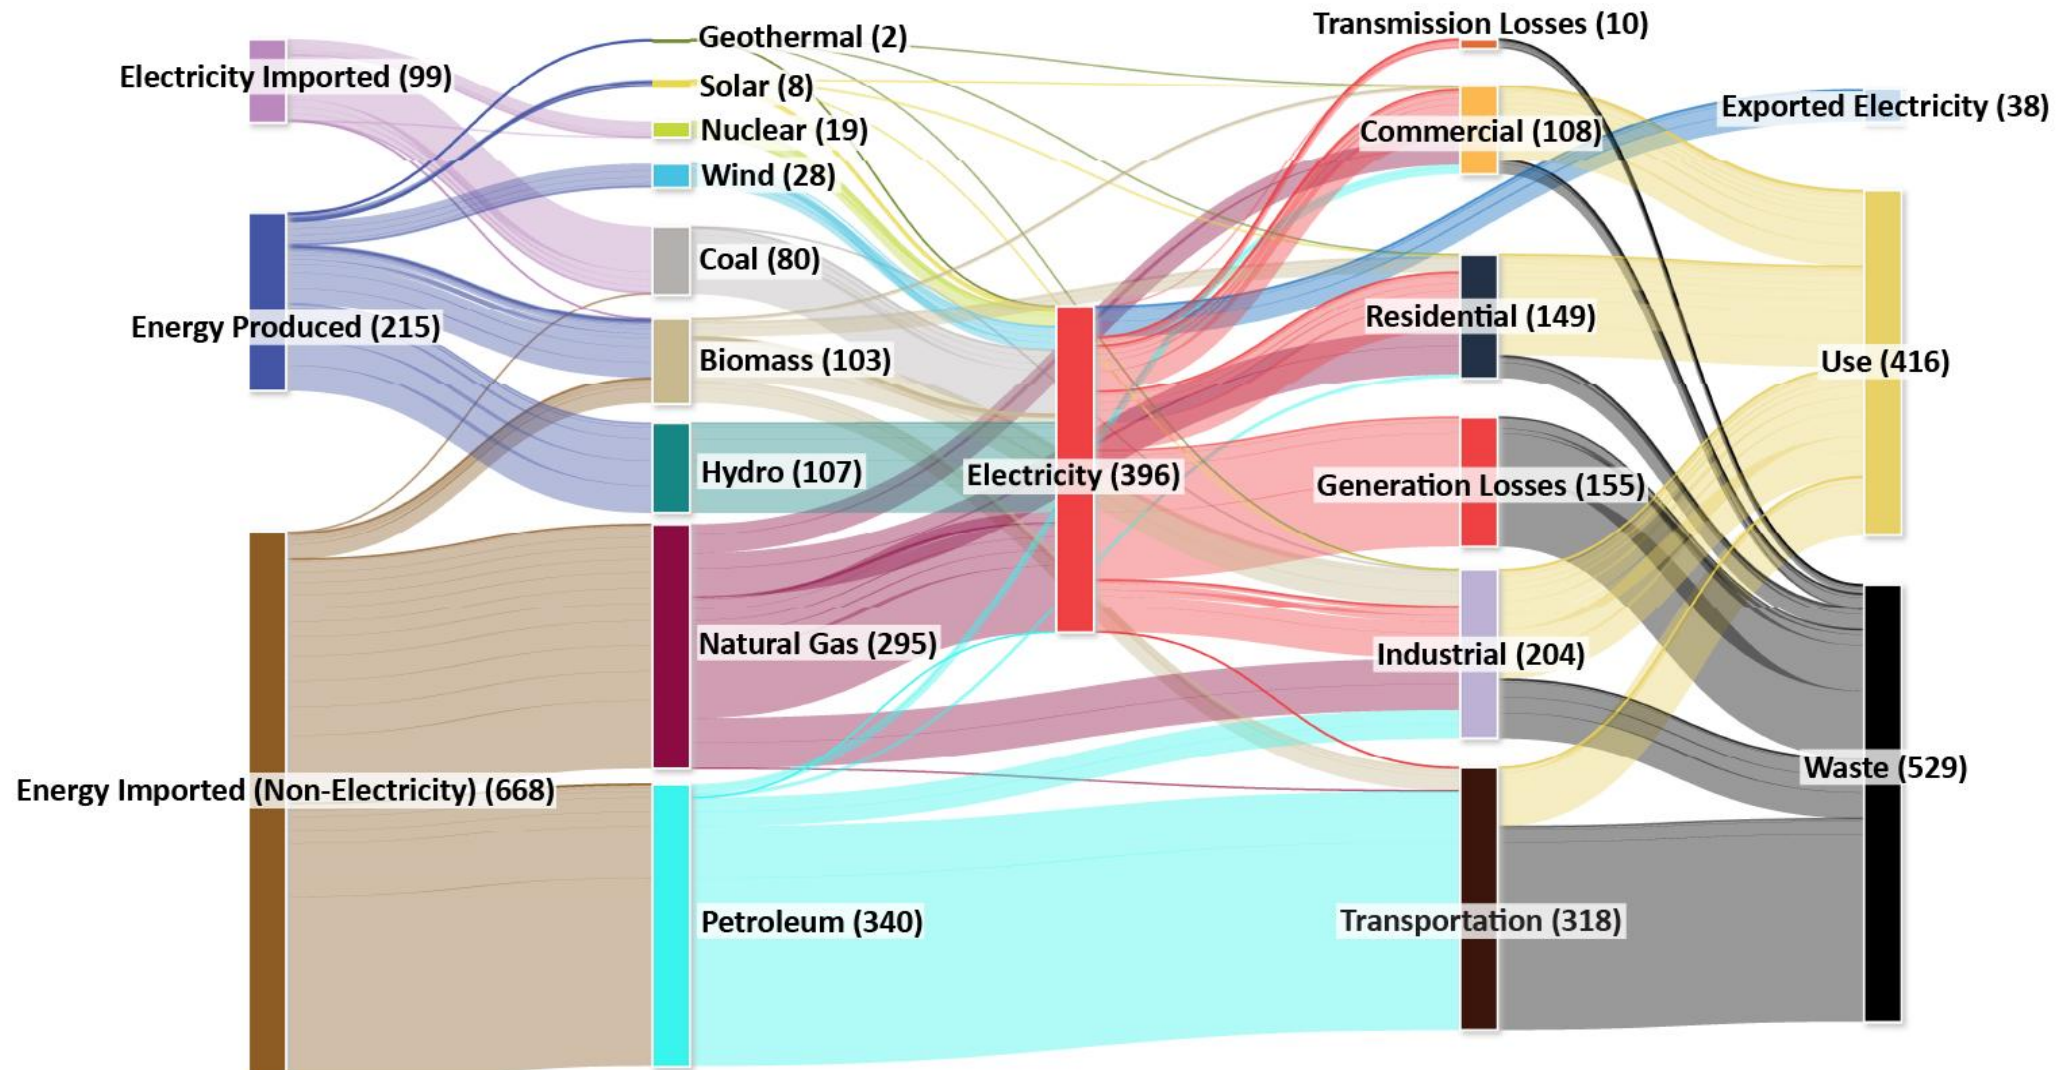 Electricity Imported (99)
Energy Produced (215)
Energy Imported (Non-Electricity) (668)
Geothermal (2)
Solar (8)
Nuclear (19)
Wind (28)
Coal (80)
Biomass (103)
Hydro (107)
Natural Gas (295)
Petroleum (340)
Electricity (396)
Transmission Losses (10)
Commercial (108)
Residential (149)
Generation Losses (155)
Industrial (204)
Transportation (318)
Exported Electricity (38)
Use (416)
Waste (529)